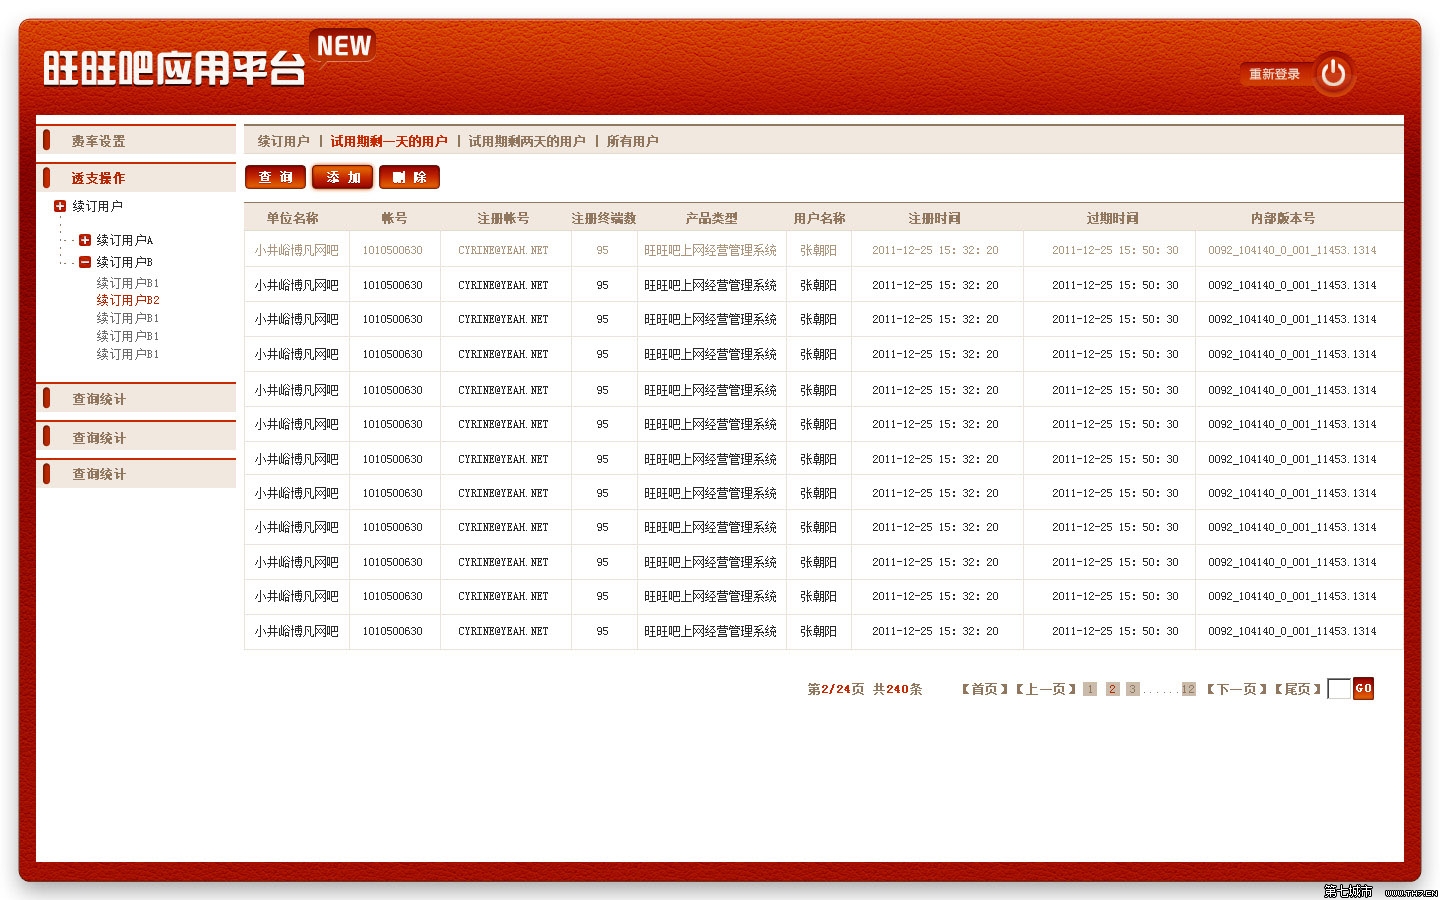 旺旺吧应用平台 NEW
重新登录
费率设置
透支操作
续订用户
续订用户A
续订用户B
续订用户B1
续订用户B2
续订用户B1
续订用户B1
续订用户B1
查询统计
查询统计
查询统计
续订用户 | 试用期剩一天的用户 | 试用期剩两天的用户 | 所有用户
查 询 添 加 删 除
单位名称 帐号 注册帐号 注册终端数 产品类型 用户名称 注册时间 过期时间 内部版本号
小井峪博凡网吧 1010500630 CYRINE@YEAH.NET 95 旺旺吧上网经营管理系统 张朝阳 2011-12-25 15: 32: 20 2011-12-25 15: 50: 30 0092_104140_0_001_11453.1314
小井峪博凡网吧 1010500630 CYRINE@YEAH.NET 95 旺旺吧上网经营管理系统 张朝阳 2011-12-25 15: 32: 20 2011-12-25 15: 50: 30 0092_104140_0_001_11453.1314
小井峪博凡网吧 1010500630 CYRINE@YEAH.NET 95 旺旺吧上网经营管理系统 张朝阳 2011-12-25 15: 32: 20 2011-12-25 15: 50: 30 0092_104140_0_001_11453.1314
小井峪博凡网吧 1010500630 CYRINE@YEAH.NET 95 旺旺吧上网经营管理系统 张朝阳 2011-12-25 15: 32: 20 2011-12-25 15: 50: 30 0092_104140_0_001_11453.1314
小井峪博凡网吧 1010500630 CYRINE@YEAH.NET 95 旺旺吧上网经营管理系统 张朝阳 2011-12-25 15: 32: 20 2011-12-25 15: 50: 30 0092_104140_0_001_11453.1314
小井峪博凡网吧 1010500630 CYRINE@YEAH.NET 95 旺旺吧上网经营管理系统 张朝阳 2011-12-25 15: 32: 20 2011-12-25 15: 50: 30 0092_104140_0_001_11453.1314
小井峪博凡网吧 1010500630 CYRINE@YEAH.NET 95 旺旺吧上网经营管理系统 张朝阳 2011-12-25 15: 32: 20 2011-12-25 15: 50: 30 0092_104140_0_001_11453.1314
小井峪博凡网吧 1010500630 CYRINE@YEAH.NET 95 旺旺吧上网经营管理系统 张朝阳 2011-12-25 15: 32: 20 2011-12-25 15: 50: 30 0092_104140_0_001_11453.1314
小井峪博凡网吧 1010500630 CYRINE@YEAH.NET 95 旺旺吧上网经营管理系统 张朝阳 2011-12-25 15: 32: 20 2011-12-25 15: 50: 30 0092_104140_0_001_11453.1314
小井峪博凡网吧 1010500630 CYRINE@YEAH.NET 95 旺旺吧上网经营管理系统 张朝阳 2011-12-25 15: 32: 20 2011-12-25 15: 50: 30 0092_104140_0_001_11453.1314
小井峪博凡网吧 1010500630 CYRINE@YEAH.NET 95 旺旺吧上网经营管理系统 张朝阳 2011-12-25 15: 32: 20 2011-12-25 15: 50: 30 0092_104140_0_001_11453.1314
小井峪博凡网吧 1010500630 CYRINE@YEAH.NET 95 旺旺吧上网经营管理系统 张朝阳 2011-12-25 15: 32: 20 2011-12-25 15: 50: 30 0092_104140_0_001_11453.1314
第2/24页 共240条 【首页】【上一页】 1 2 3 ...... 12 【下一页】【尾页】 GO
第七城市 WWW.TH7.CN